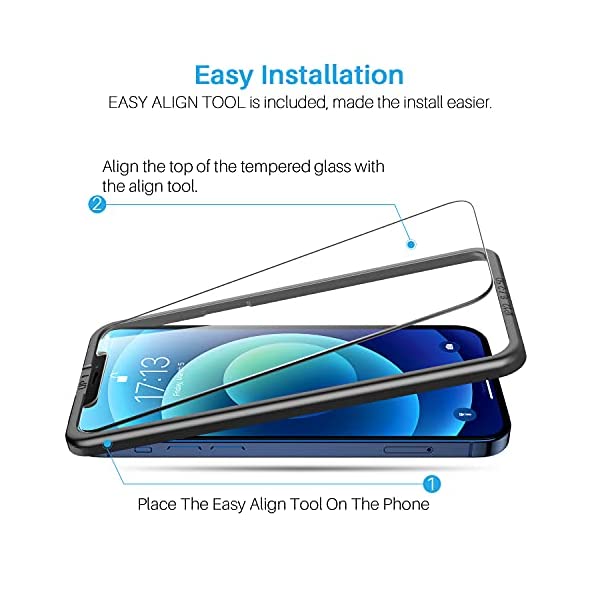 Easy Installation
EASY ALIGN TOOL is included, made the install easier.
Align the top of the tempered glass with
the align tool.
2
17:13
1
Place The Easy Align Tool On The Phone